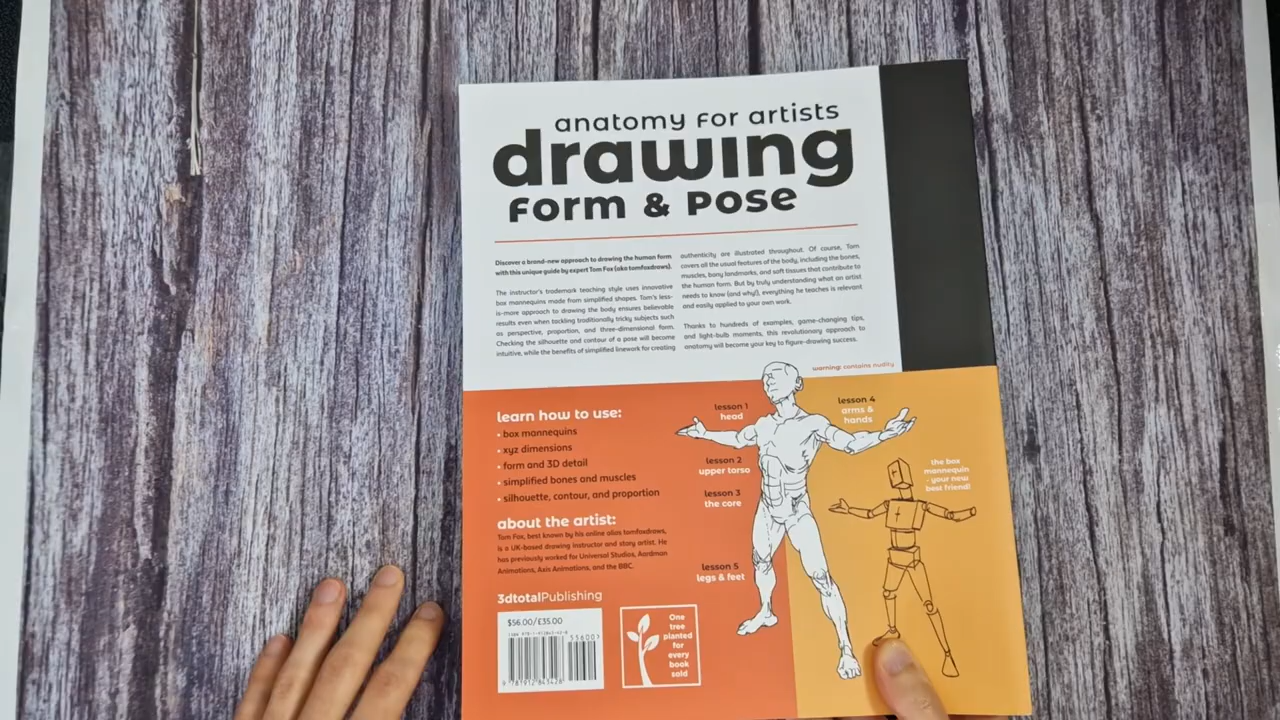 anatomy for artists
drawing
form & pose
Discover a brand-new approach to drawing the human form
with this unique guide by expert Tom Fox (aka tomfoxdraws).
The instructor's trademark teaching style uses innovative
box mannequins made from simplified shapes. Tom's less-
is-more approach to drawing the body ensures believable
results even when tackling traditionally tricky subjects such
as perspective, proportion, and three-dimensional form.
Checking the silhouette and contour of a pose will become
intuitive, while the benefits of simplified linework for creating
authenticity are illustrated throughout. Of course, Tom
covers all the usual features of the body, including the bones,
muscles, bony landmarks, and soft tissues that contribute to
the human form. But by truly understanding what an artist
needs to know (and why!), everything he teaches is relevant
and easily applied to your own work.
Thanks to hundreds of examples, game-changing tips,
and light-bulb moments, this revolutionary approach to
anatomy will become your key to figure-drawing success.
warning: contains nudity
learn how to use:
• box mannequins
• xyz dimensions
• form and 3D detail
• simplified bones and muscles
• silhouette, contour, and proportion
about the artist:
Tom Fox, best known by his online alias tomfoxdraws,
is a UK-based drawing instructor and story artist. He
has previously worked for Universal Studios, Aardman
Animations, Axis Animations, and the BBC.
3dtotalPublishing
$56.00/£35.00
55600
9 781912 843428
One
tree
planted
for
every
book
sold
lesson 1
head
lesson 2
upper torso
lesson 3
the core
lesson 5
legs & feet
lesson 4
arms &
hands
the box
mannequin
- your new
best friend!